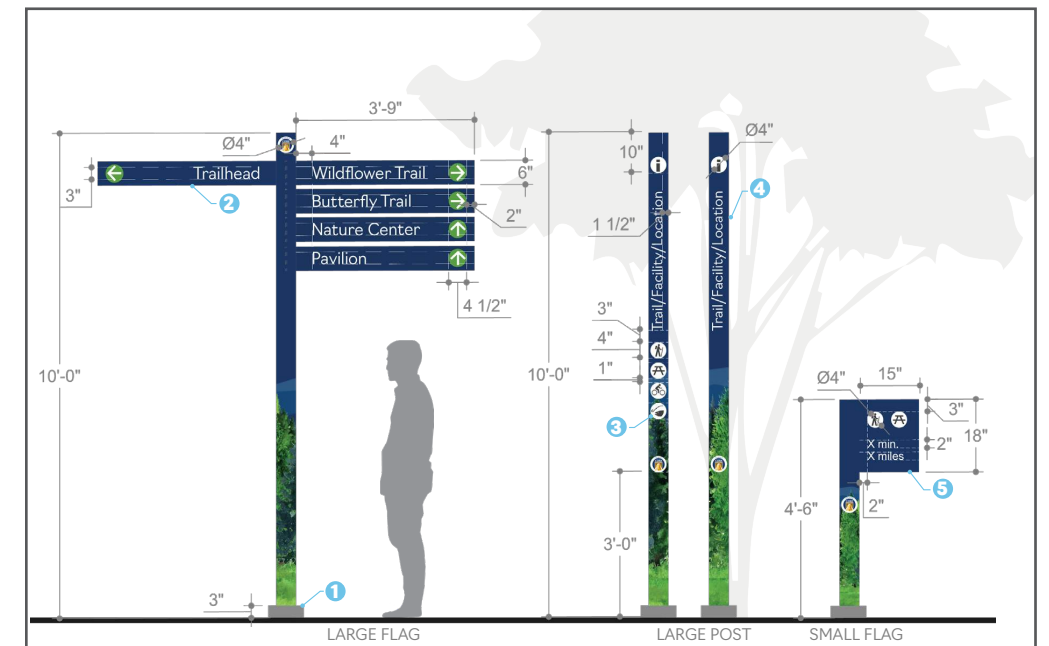 3'-9"
Ø4"
4"
Trailhead
Wildflower Trail
6"
3"
2
Butterfly Trail
2"
Nature Center
Pavilion
4 1/2"
10'-0"
3"
1
LARGE FLAG
10"
i
i
Ø4"
4
1 1/2"
Trail/Facility/Location
Trail/Facility/Location
3"
4"
1"
10'-0"
3
3'-0"
LARGE POST
15"
Ø4"
3"
2"
18"
X min.
X miles
5
2"
4'-6"
SMALL FLAG